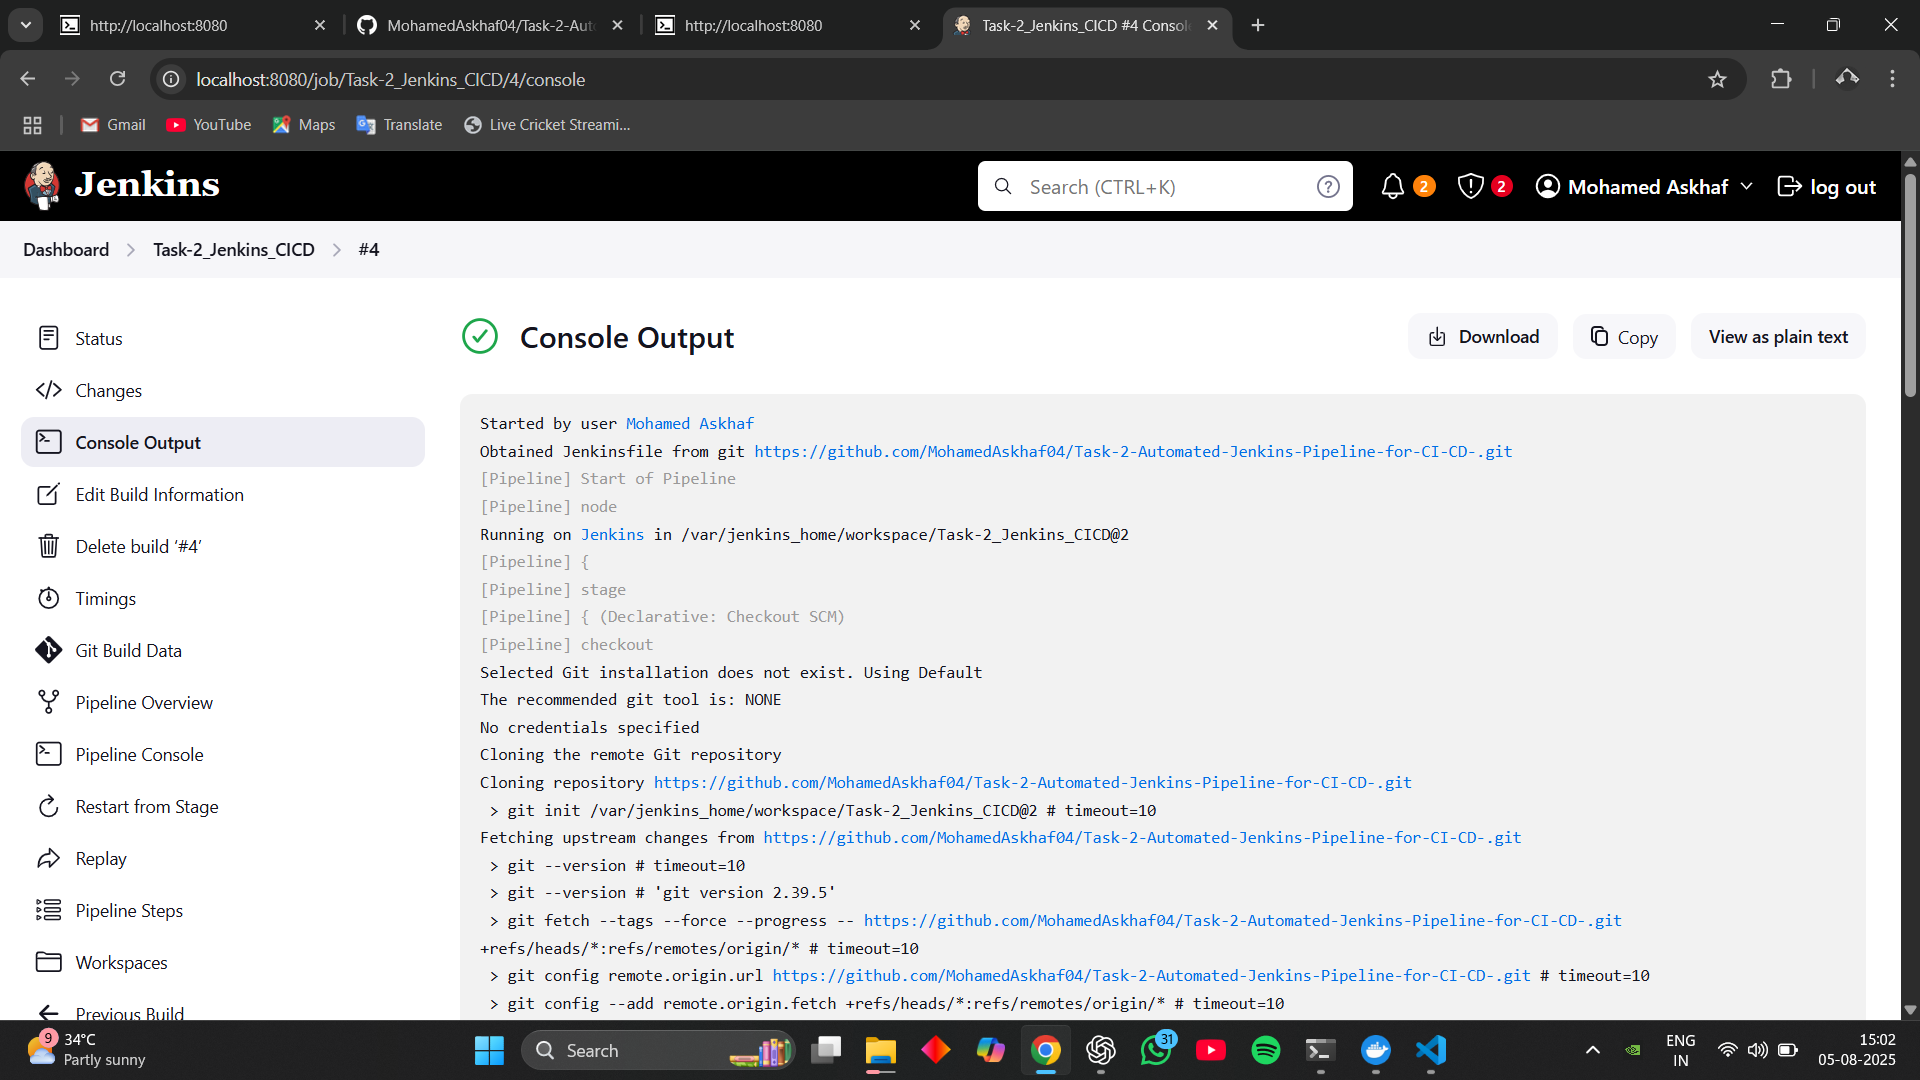 http://localhost:8080
MohamedAskhaf04/Task-2-Aut
http://localhost:8080
Task-2_Jenkins_CICD #4 Consol
localhost:8080/job/Task-2_Jenkins_CICD/4/console
Gmail
YouTube
Maps
Translate
Live Cricket Streami...
Jenkins
Search (CTRL+K)
2
2
Mohamed Askhaf
log out
Dashboard
Task-2_Jenkins_CICD
#4
Status
Changes
Console Output
Edit Build Information
Delete build ‘#4’
Timings
Git Build Data
Pipeline Overview
Pipeline Console
Restart from Stage
Replay
Pipeline Steps
Workspaces
Previous Build
Console Output
Download
Copy
View as plain text
Started by user Mohamed Askhaf
Obtained Jenkinsfile from git https://github.com/MohamedAskhaf04/Task-2-Automated-Jenkins-Pipeline-for-CI-CD-.git
[Pipeline] Start of Pipeline
[Pipeline] node
Running on Jenkins in /var/jenkins_home/workspace/Task-2_Jenkins_CICD@2
[Pipeline] {
[Pipeline] stage
[Pipeline] { (Declarative: Checkout SCM)
[Pipeline] checkout
Selected Git installation does not exist. Using Default
The recommended git tool is: NONE
No credentials specified
Cloning the remote Git repository
Cloning repository https://github.com/MohamedAskhaf04/Task-2-Automated-Jenkins-Pipeline-for-CI-CD-.git
> git init /var/jenkins_home/workspace/Task-2_Jenkins_CICD@2 # timeout=10
Fetching upstream changes from https://github.com/MohamedAskhaf04/Task-2-Automated-Jenkins-Pipeline-for-CI-CD-.git
> git --version # timeout=10
> git --version # 'git version 2.39.5'
> git fetch --tags --force --progress -- https://github.com/MohamedAskhaf04/Task-2-Automated-Jenkins-Pipeline-for-CI-CD-.git
+refs/heads/*:refs/remotes/origin/* # timeout=10
> git config remote.origin.url https://github.com/MohamedAskhaf04/Task-2-Automated-Jenkins-Pipeline-for-CI-CD-.git # timeout=10
> git config --add remote.origin.fetch +refs/heads/*:refs/remotes/origin/* # timeout=10
9
34°C
Partly sunny
Search
31
ENG
IN
15:02
05-08-2025